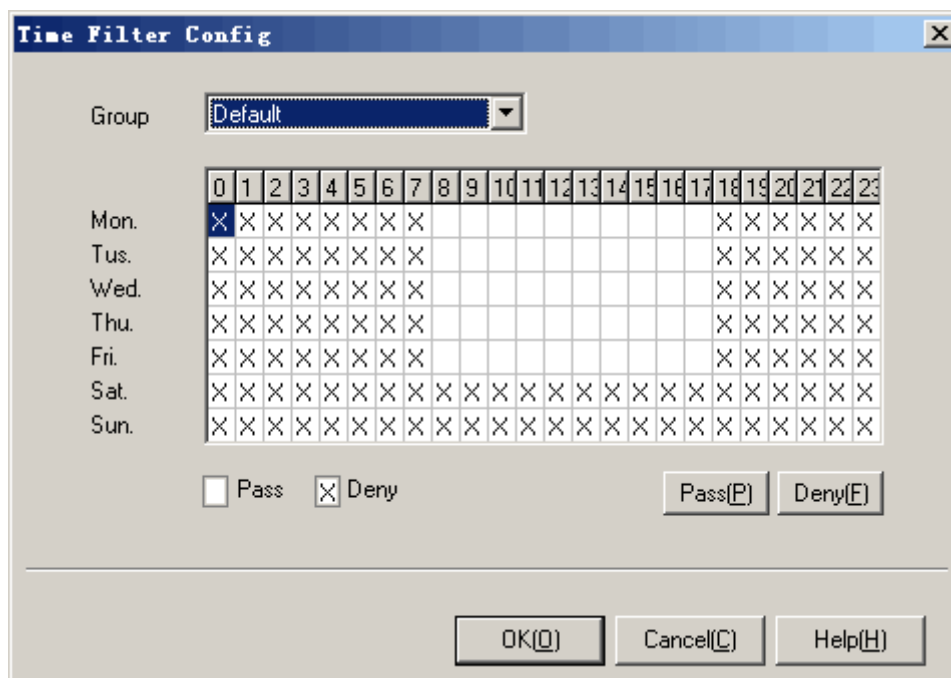 Time Filter Config
Group Default
0 1 2 3 4 5 6 7 8 9 10 11 12 13 14 15 16 17 18 19 20 21 22 23
Mon. X X X X X X X X X X X X X X
Tus. X X X X X X X X X X X X X X
Wed. X X X X X X X X X X X X X X
Thu. X X X X X X X X X X X X X X
Fri. X X X X X X X X X X X X X X
Sat. X X X X X X X X X X X X X X X X X X X X X X X X
Sun. X X X X X X X X X X X X X X X X X X X X X X X X
Pass X Deny Pass(P) Deny(F)
OK(O) Cancel(C) Help(H)